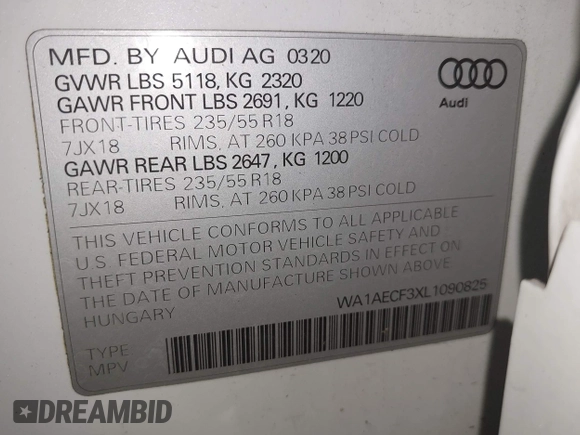 MFD. BY AUDI AG 0320
GVWR LBS 5118, KG 2320
GAWR FRONT LBS 2691, KG 1220
FRONT-TIRES 235/55 R18
7JX18 RIMS, AT 260 KPA 38 PSI COLD
GAWR REAR LBS 2647, KG 1200
REAR-TIRES 235/55 R18
7JX18 RIMS, AT 260 KPA 38 PSI COLD
Audi
THIS VEHICLE CONFORMS TO ALL APPLICABLE
U.S. FEDERAL MOTOR VEHICLE SAFETY AND
THEFT PREVENTION STANDARDS IN EFFECT ON
THE DATE OF MANUFACTURE SHOWN ABOVE
HUNGARY
WA1AECF3XL1090825
TYPE
MPV
DREAMBID